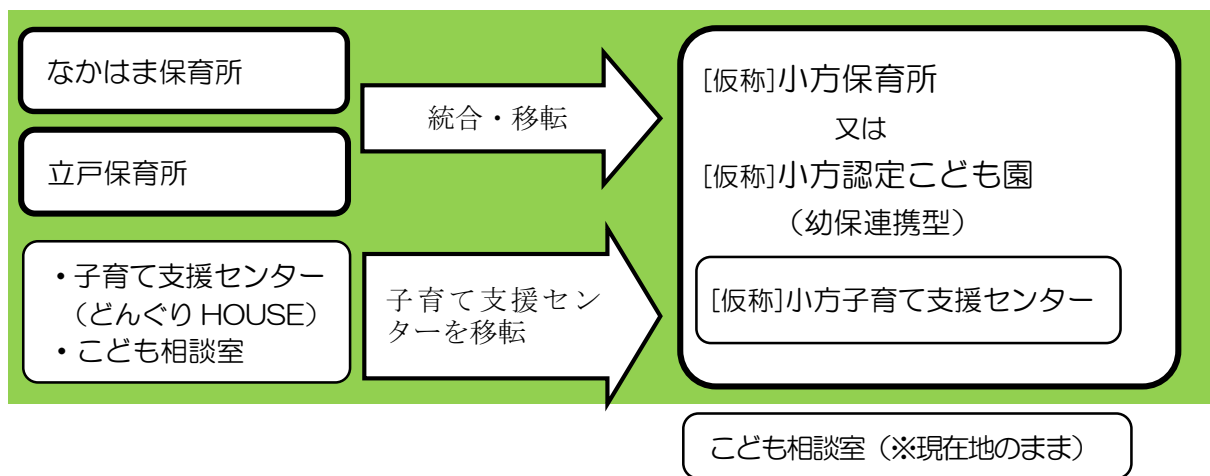 なかはま保育所
立戸保育所
・子育て支援センター
（どんぐり HOUSE）
・こども相談室
統合・移転
子育て支援セン
ターを移転
[仮称]小方保育所
又は
[仮称]小方認定こども園
（幼保連携型）
[仮称]小方子育て支援センター
こども相談室（※現在地のまま）